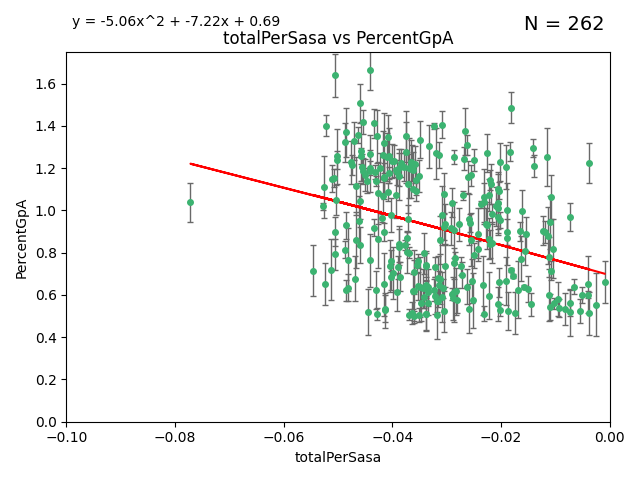 y = -5.06x^2 + -7.22x + 0.69
N = 262
totalPerSasa vs PercentGpA
PercentGpA
1.6
1.4
1.2
1.0
0.8
0.6
0.4
0.2
0.0
−0.10 −0.08 −0.06 −0.04 −0.02 0.00
totalPerSasa